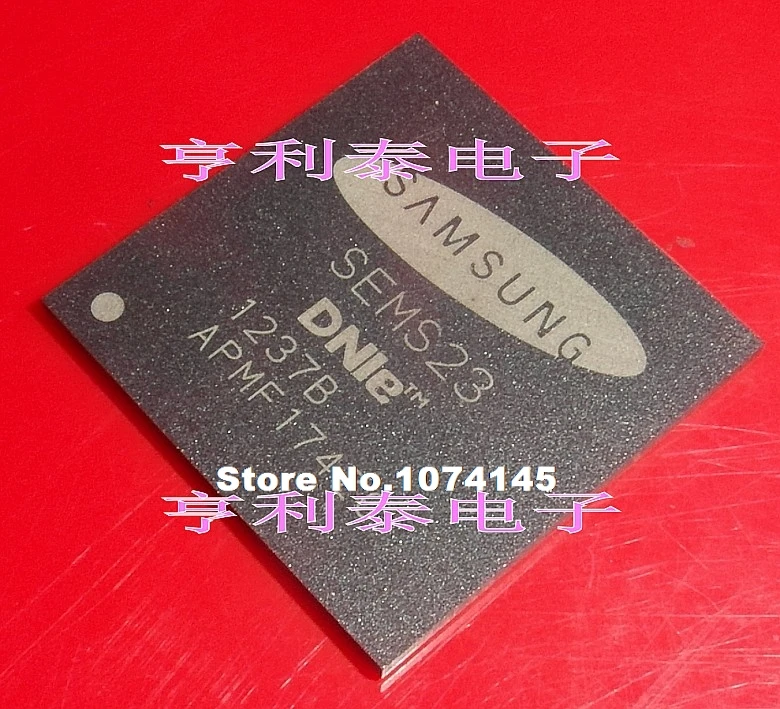 亨利泰电子
SAMSUNG
SEMS23
DNIe™
1237B
APMF174
Store No.1074145
亨利泰电子